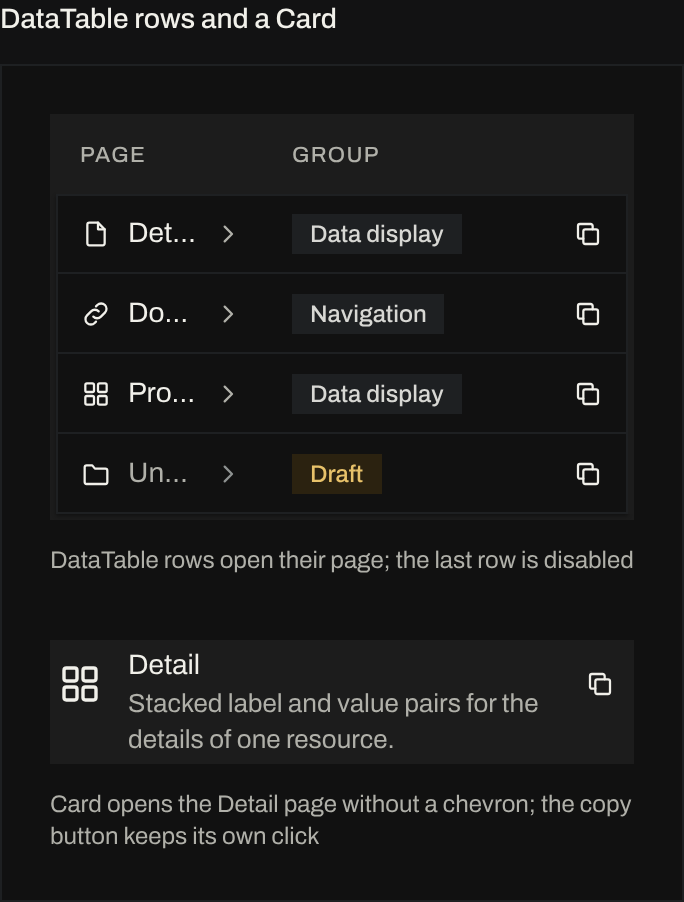 DataTable rows and a Card
PAGE GROUP
Det... Data display
Do... Navigation
Pro... Data display
Un... Draft
DataTable rows open their page; the last row is disabled
Detail
Stacked label and value pairs for the
details of one resource.
Card opens the Detail page without a chevron; the copy
button keeps its own click